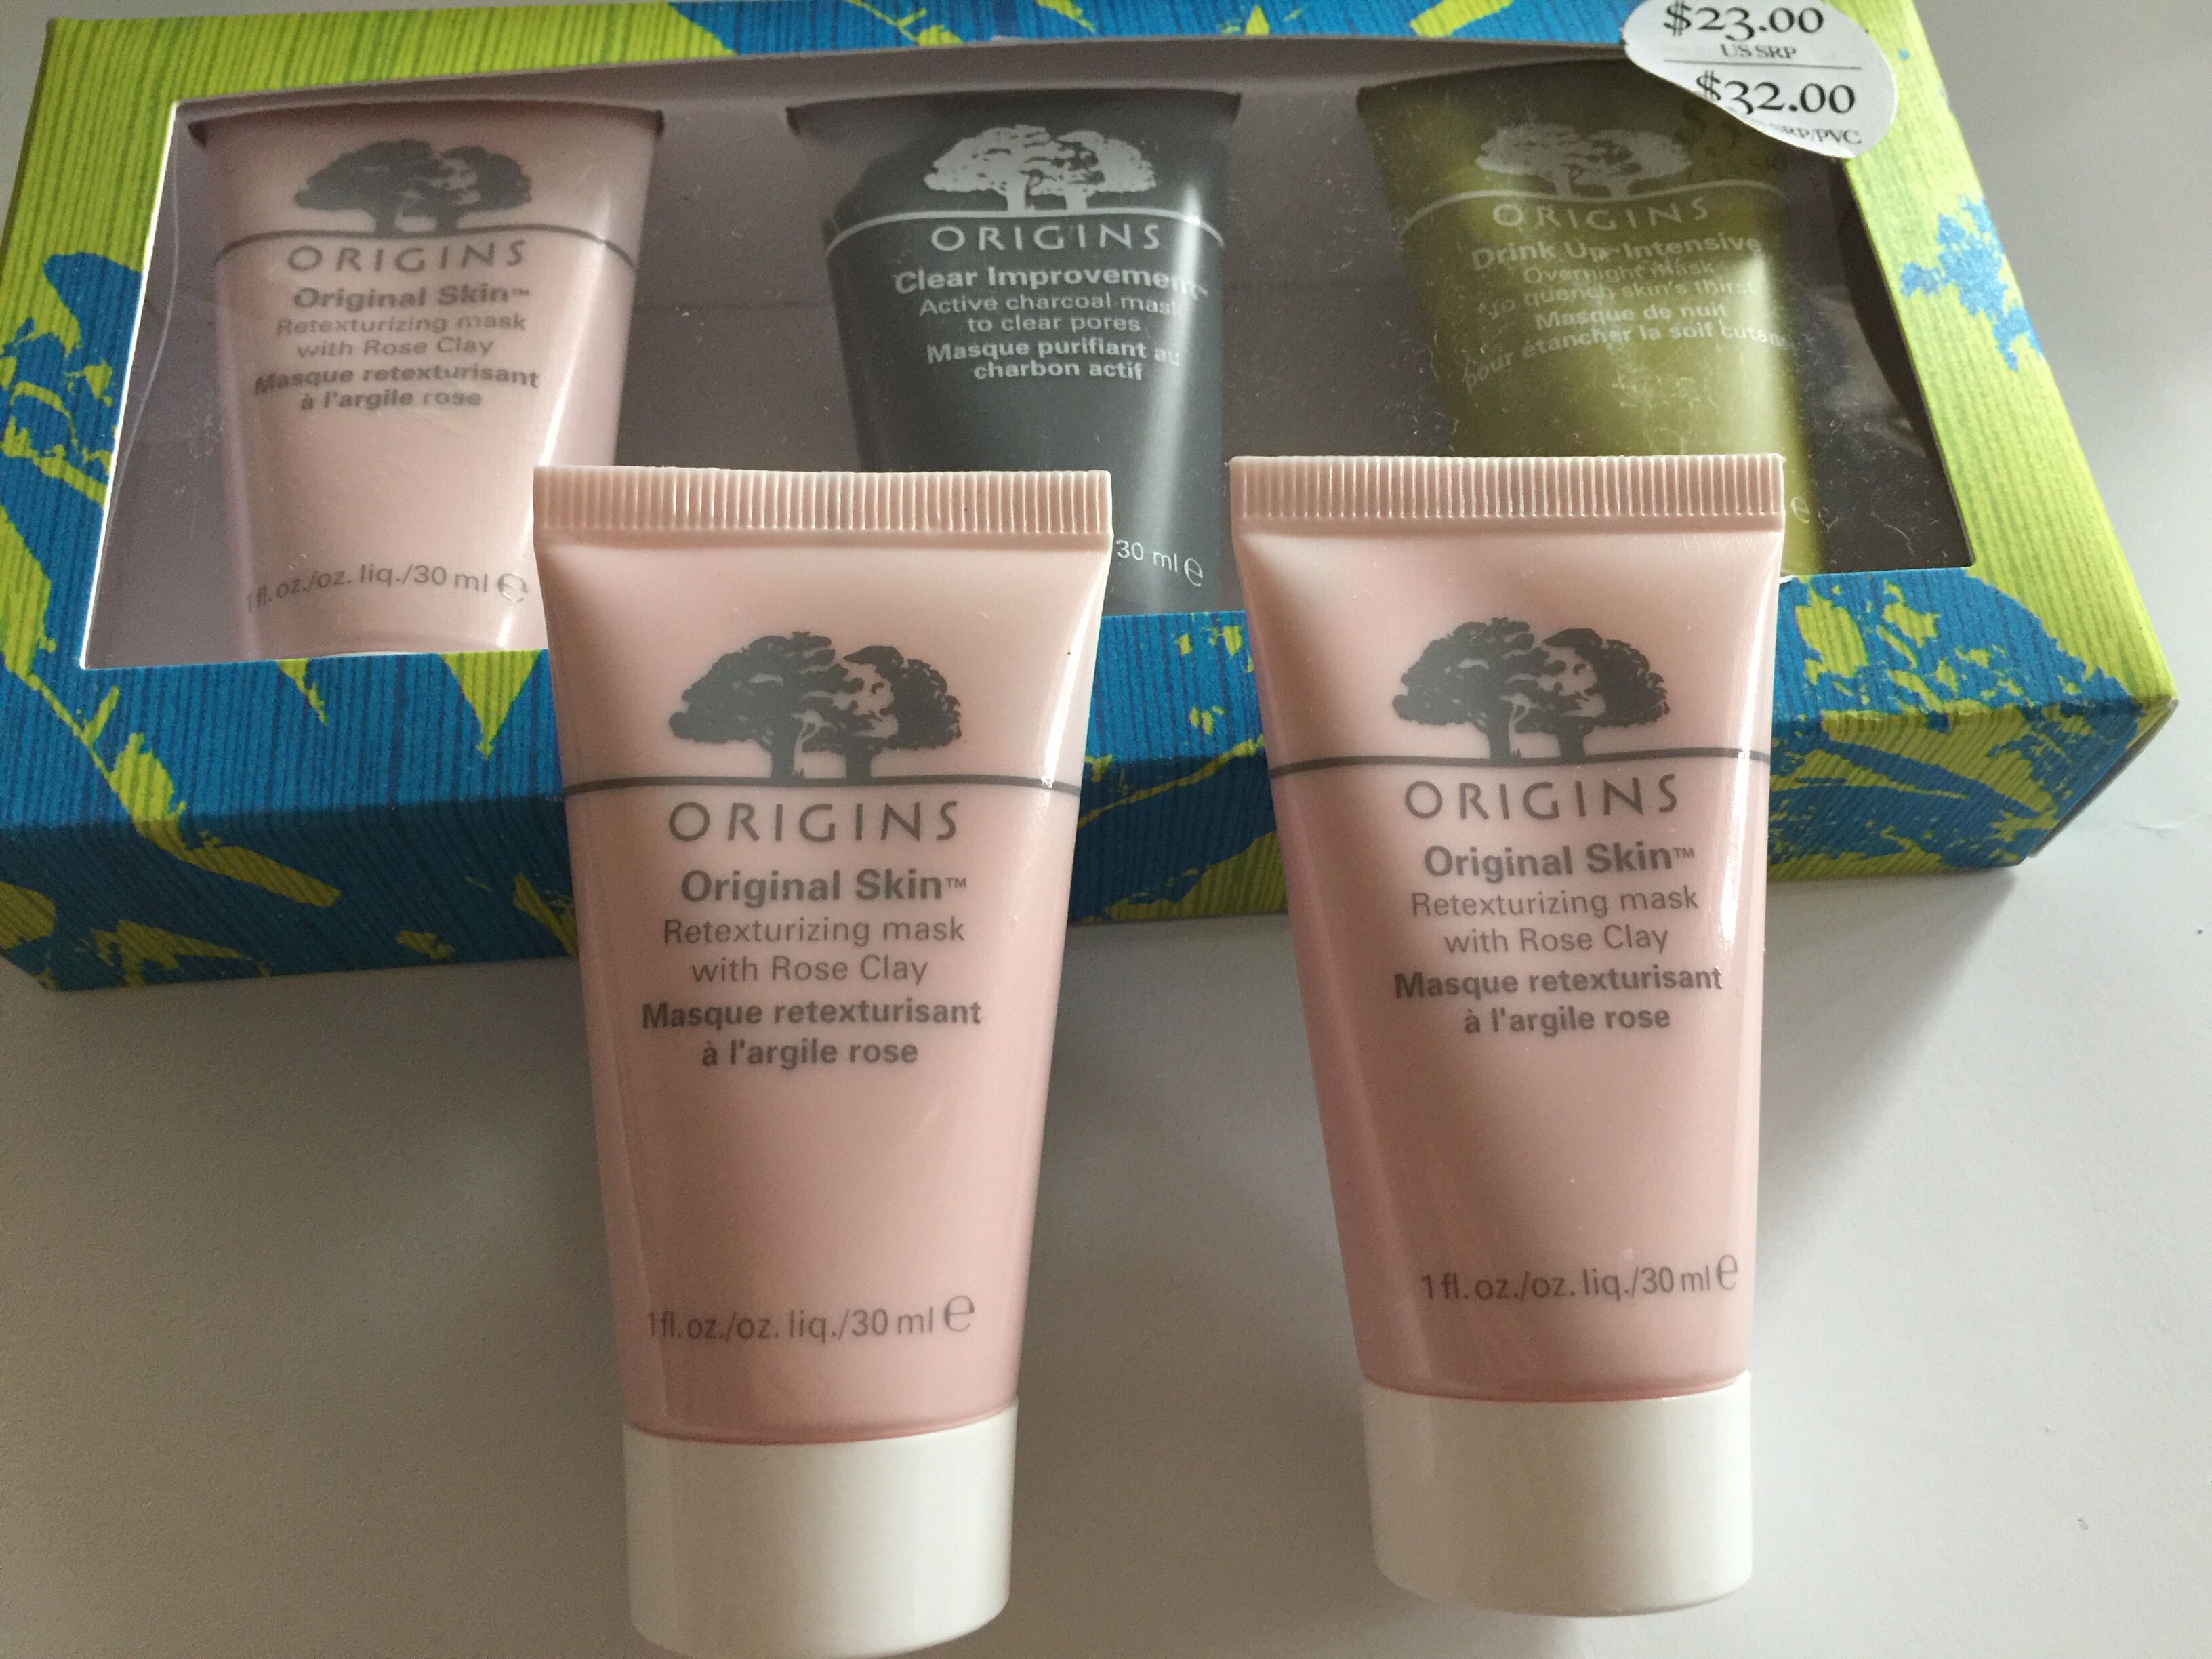 $23.00
US SRP
$32.00
SRP/PVC
ORIGINS
Original Skin™
Retexturizing mask
with Rose Clay
Masque retexturisant
à l'argile rose
1 fl. oz./oz. liq./30 ml e
ORIGINS
Clear Improvement™
Active charcoal mask
to clear pores
Masque purifiant au
charbon actif
30 ml e
ORIGINS
Drink Up-Intensive
Overnight Mask
to quench skin's thirst
Masque de nuit
pour étancher la soif
e
ORIGINS
Original Skin™
Retexturizing mask
with Rose Clay
Masque retexturisant
à l'argile rose
1 fl. oz./oz. liq./30 ml e
ORIGINS
Original Skin™
Retexturizing mask
with Rose Clay
Masque retexturisant
à l'argile rose
1 fl. oz./oz. liq./30 ml e